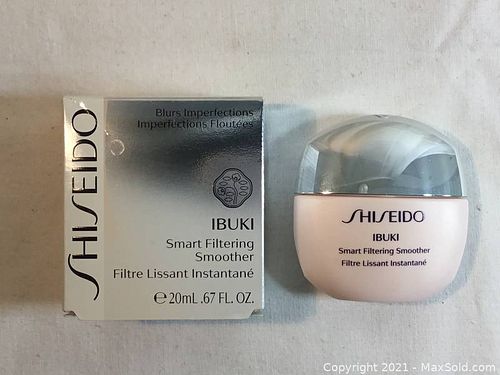 SHISEIDO
Blurs Imperfections
Imperfections Floutées
IBUKI
Smart Filtering
Smoother
Filtre Lissant Instantané
℮20mL .67 FL. OZ.
SHISEIDO
IBUKI
Smart Filtering Smoother
Filtre Lissant Instantané
Copyright 2021 - MaxSold.com